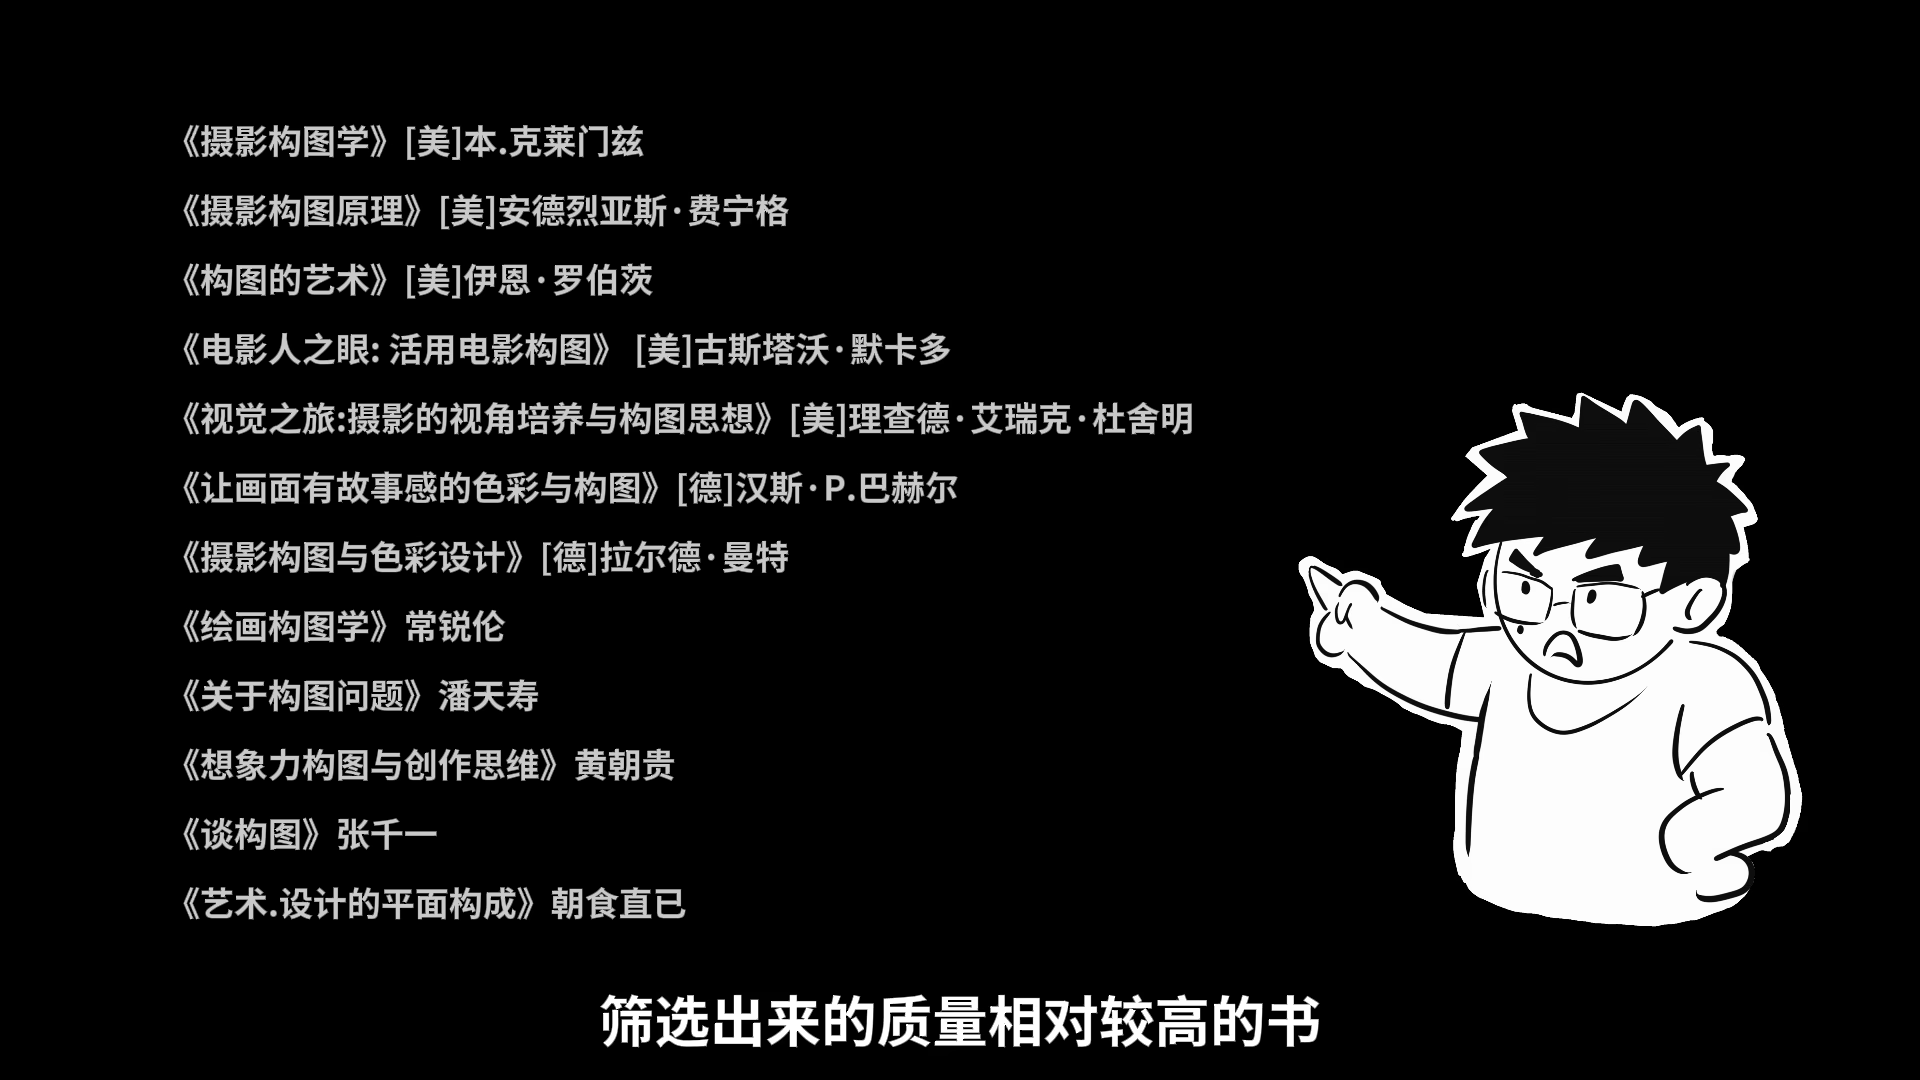 《摄影构图学》[美]本.克莱门兹
《摄影构图原理》[美]安德烈亚斯·费宁格
《构图的艺术》[美]伊恩·罗伯茨
《电影人之眼: 活用电影构图》 [美]古斯塔沃·默卡多
《视觉之旅:摄影的视角培养与构图思想》[美]理查德·艾瑞克·杜舍明
《让画面有故事感的色彩与构图》[德]汉斯·P.巴赫尔
《摄影构图与色彩设计》[德]拉尔德·曼特
《绘画构图学》常锐伦
《关于构图问题》潘天寿
《想象力构图与创作思维》黄朝贵
《谈构图》张千一
《艺术.设计的平面构成》朝食直已
筛选出来的质量相对较高的书